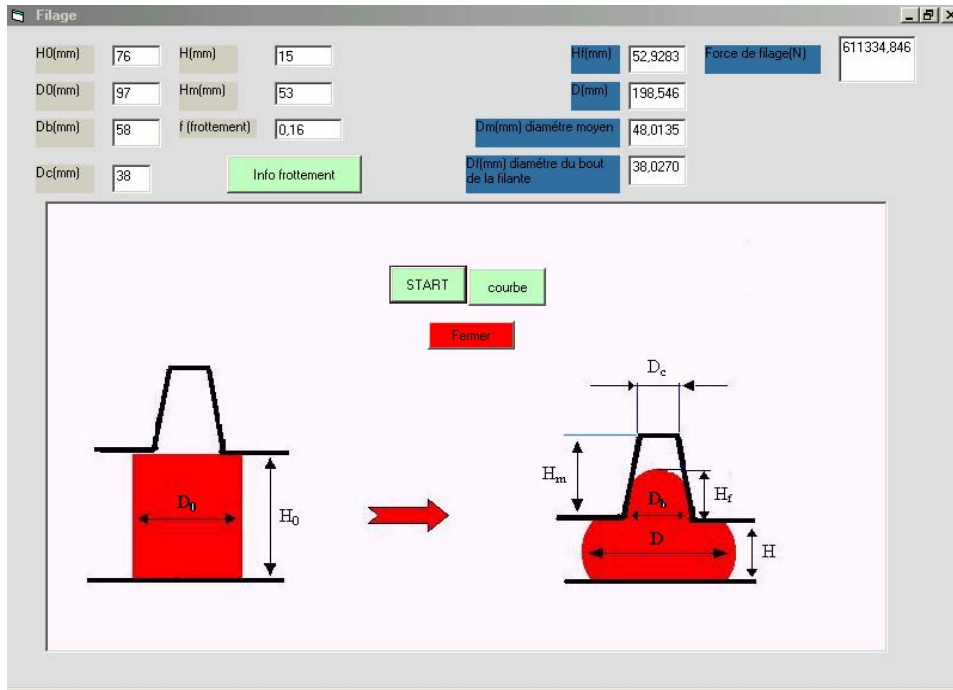 Filage
H0(mm) 76 H(mm) 15 Hf(mm) 52,9283 Force de filage(N) 611334,846
D0(mm) 97 Hm(mm) 53 D(mm) 198,546
Db(mm) 58 f (frottement) 0,16 Dm(mm) diamétre moyen 48,0135
Dc(mm) 38 Info frottement Df(mm) diamétre du bout de la filante 38,0270
START courbe
Fermer
Dc
Hm
D0 H0
Db Hf
D H